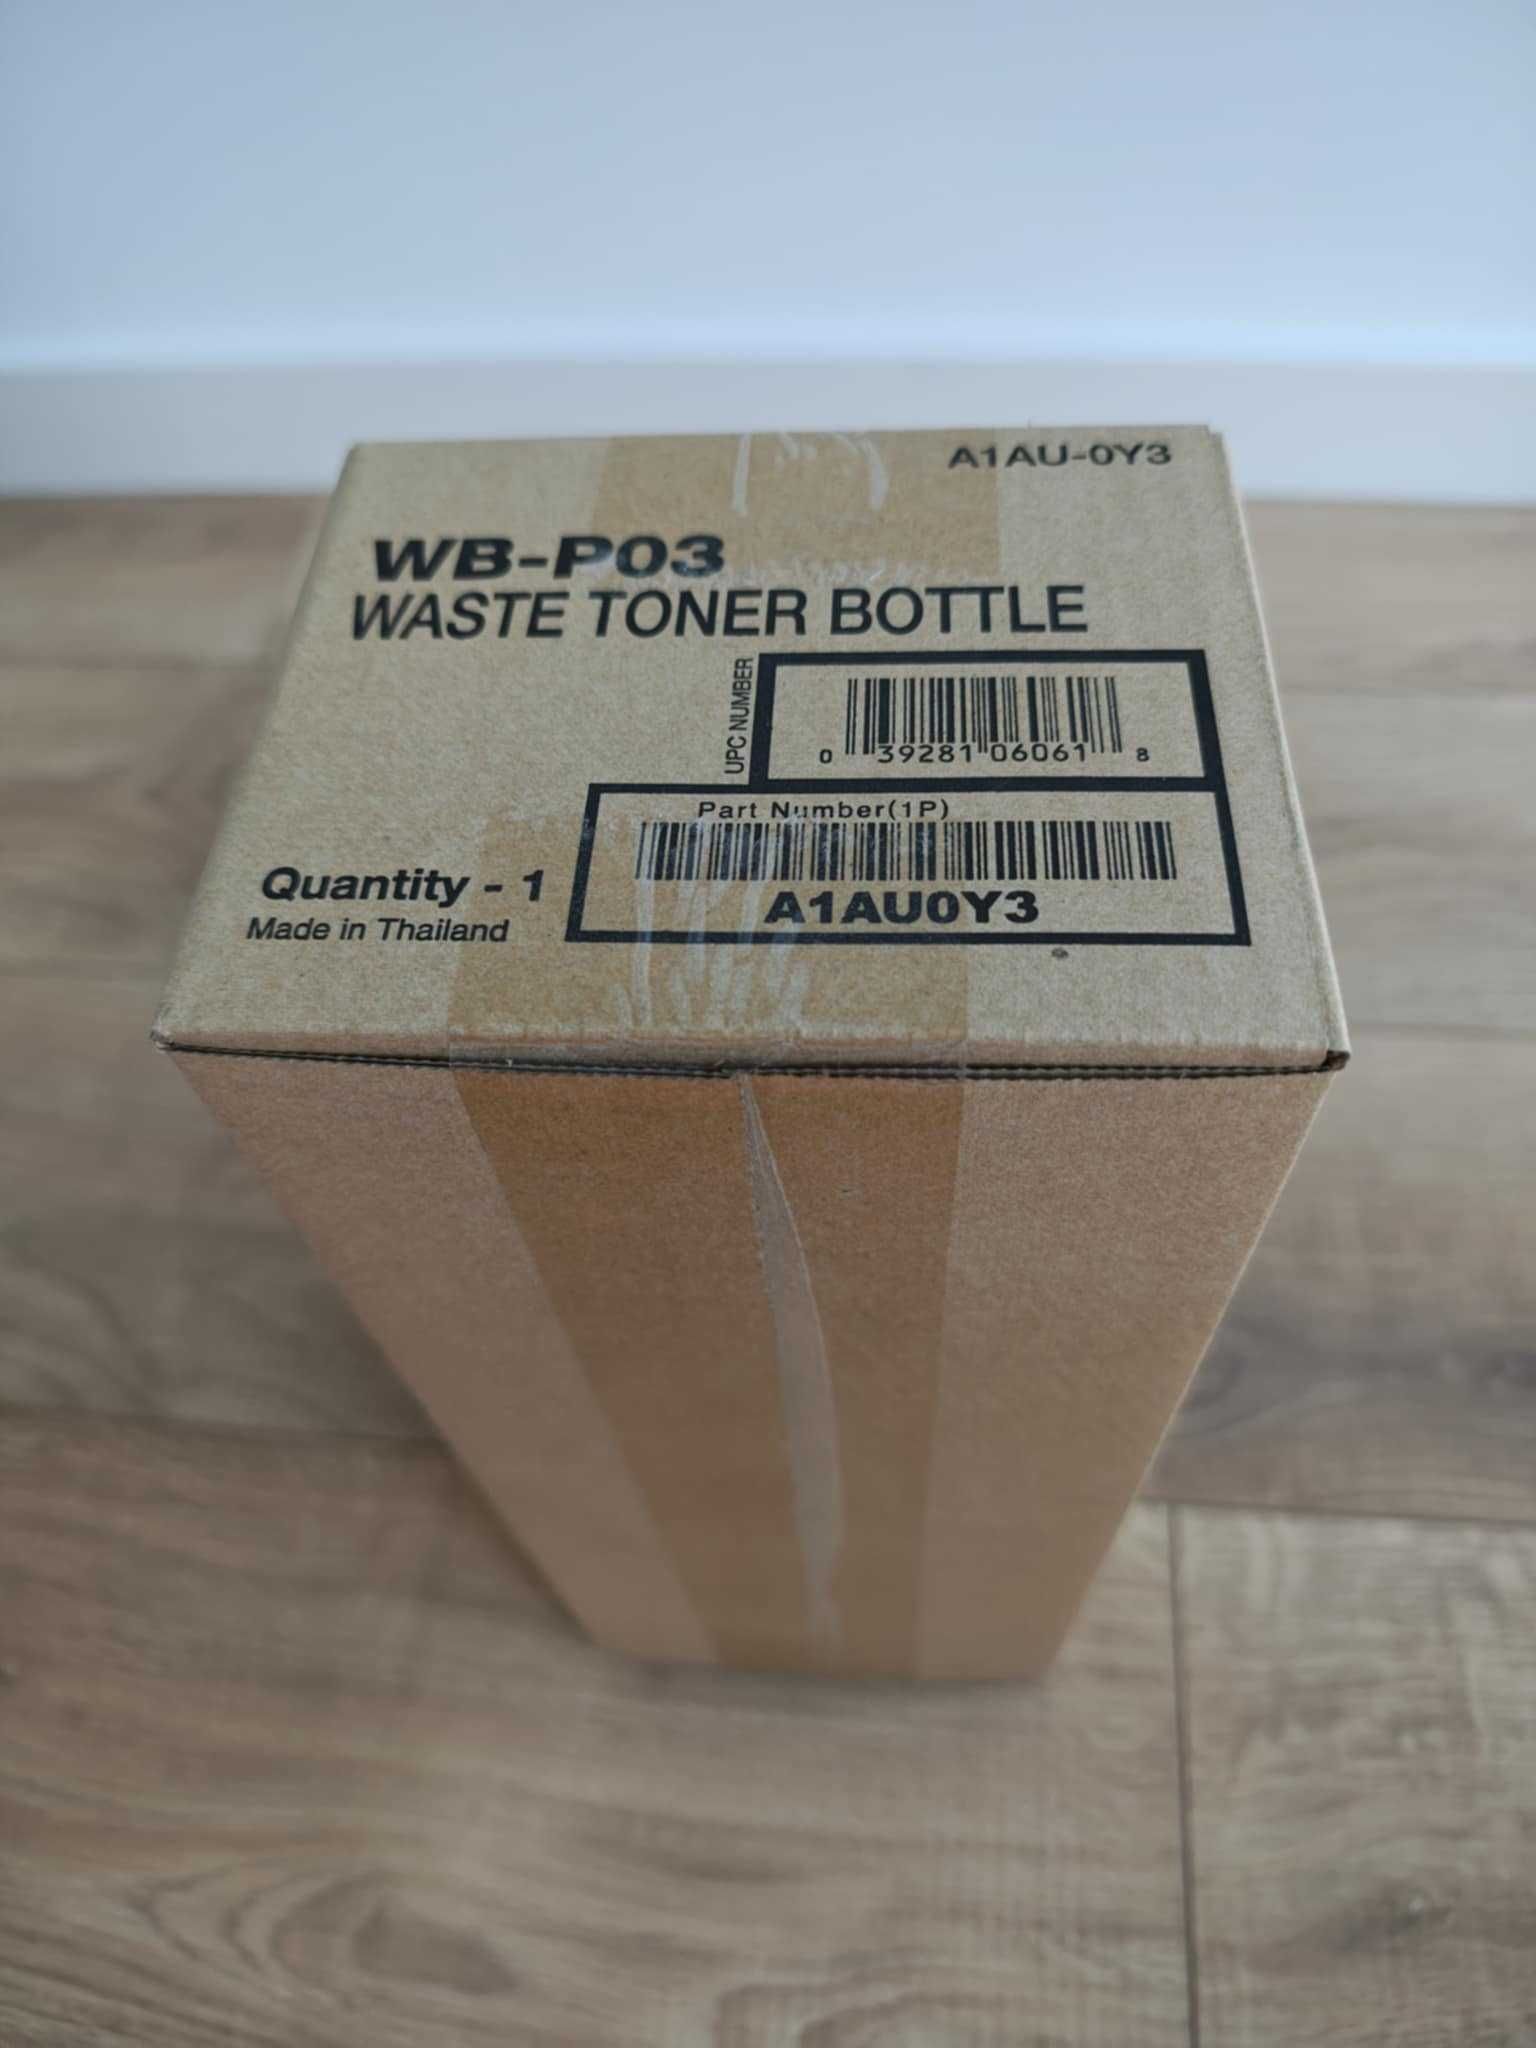 A1AU-0Y3
WB-P03
WASTE TONER BOTTLE
UPC NUMBER
0 39281 06061 8
Part Number(1P)
A1AU0Y3
Quantity - 1
Made in Thailand